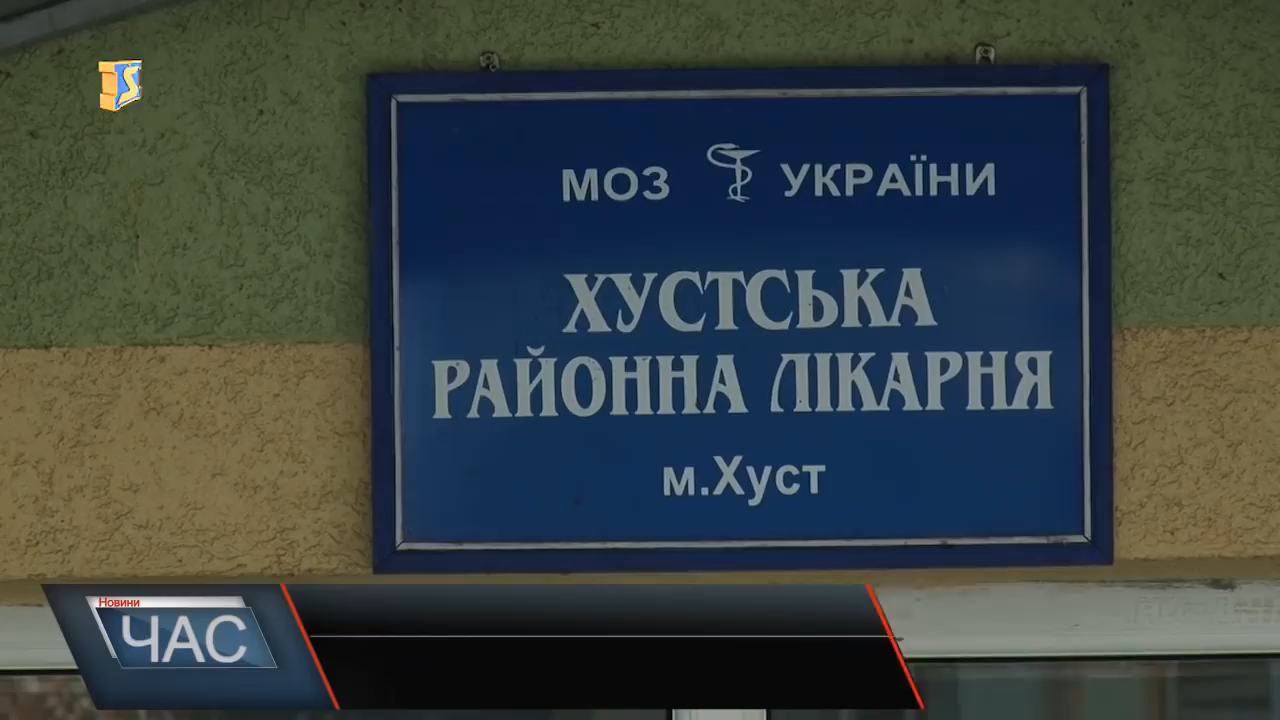 МОЗ УКРАЇНИ
ХУСТСЬКА
РАЙОННА ЛІКАРНЯ
м.Хуст
Новини
ЧАС